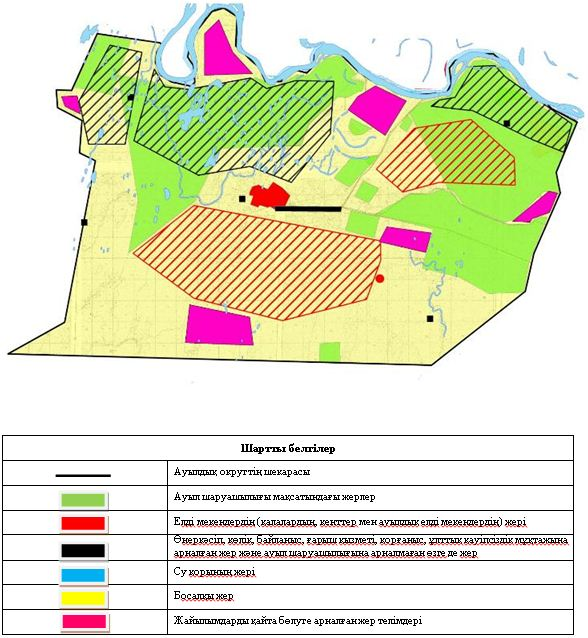 Шартты белгілер
Ауылдық округтің шекарасы
Ауыл шаруашылығы мақсатындағы жерлер
Елді мекендердің (қалалардың, кенттер мен ауылдық елді мекендердің) жері
Өнеркәсіп, көлік, байланыс, ғарыш қызметі, қорғаныс, ұлттық қауіпсіздік мұқтажына
арналған жер және ауыл шаруашылығына арналмаған өзге де жер
Су қорының жері
Босалқы жер
Жайылымдарды қайта бөлуге арналған жер телімдері